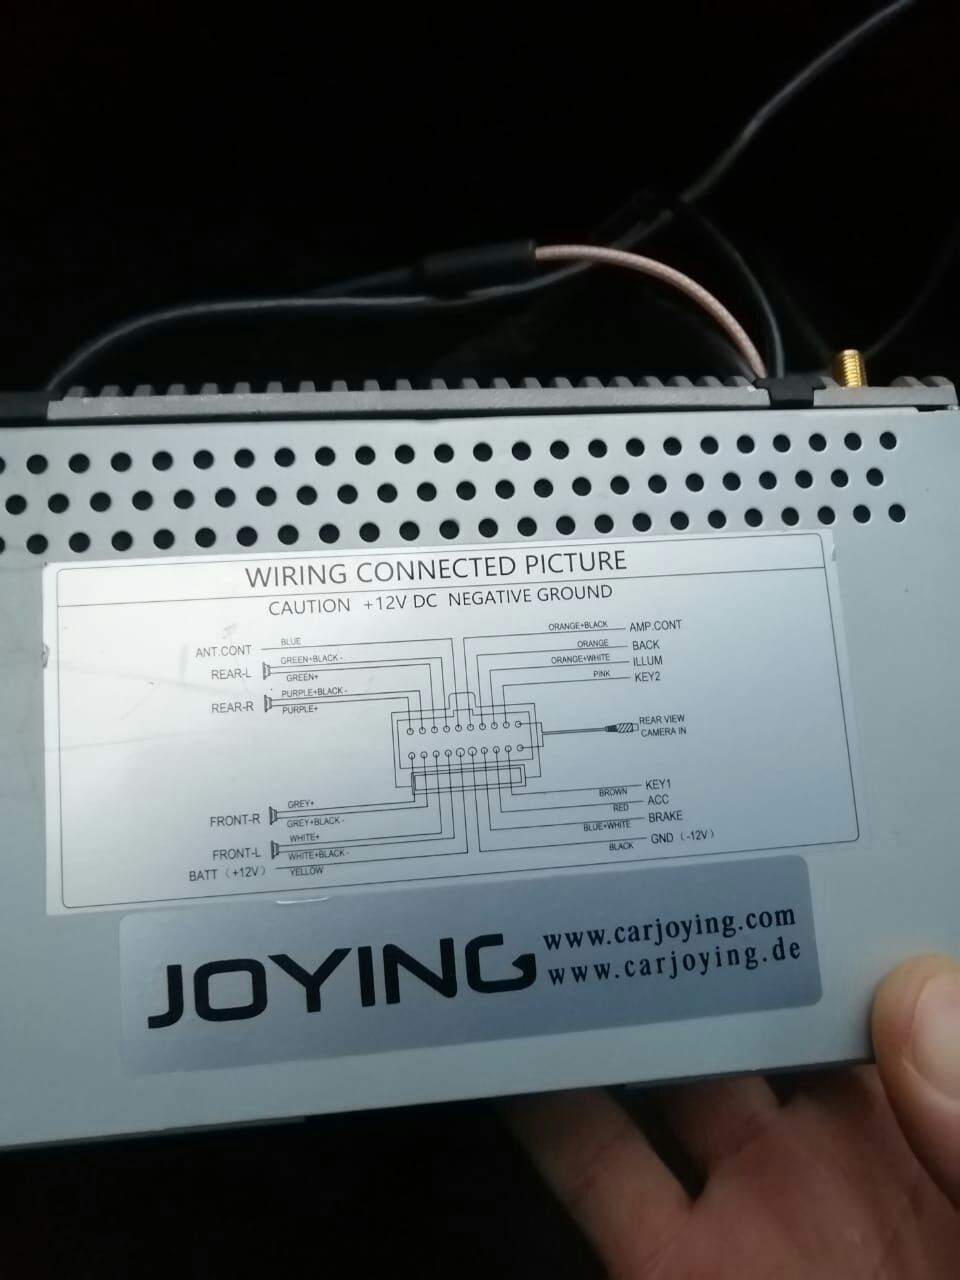 WIRING CONNECTED PICTURE
CAUTION +12V DC NEGATIVE GROUND
ANT.CONT BLUE
REAR-L GREEN+BLACK -
GREEN+
REAR-R PURPLE+BLACK -
PURPLE+
ORANGE+BLACK AMP.CONT
ORANGE BACK
ORANGE+WHITE ILLUM
PINK KEY2
REAR VIEW
CAMERA IN
FRONT-R GREY+
GREY+BLACK -
FRONT-L WHITE+
WHITE+BLACK -
BATT (+12V) YELLOW
BROWN KEY1
RED ACC
BLUE+WHITE BRAKE
BLACK GND (-12V)
JOYING
www.carjoying.com
www.carjoying.de